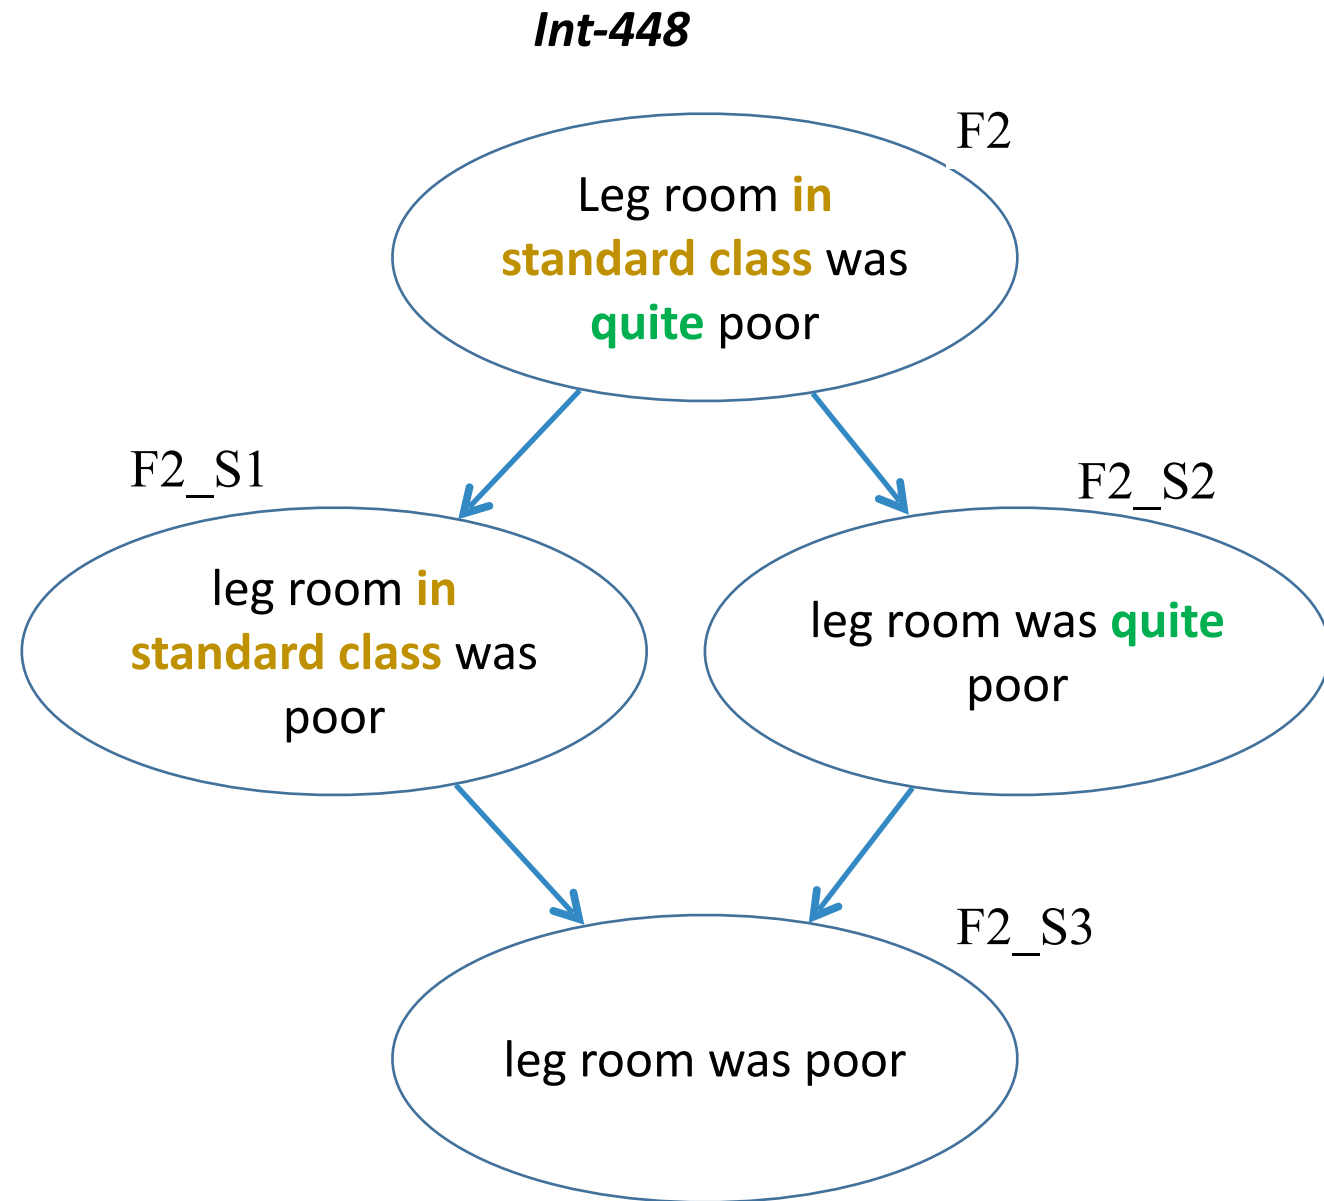 Int-448
F2
Leg room in
standard class was
quite poor
F2_S1
leg room in
standard class was
poor
F2_S2
leg room was quite
poor
F2_S3
leg room was poor